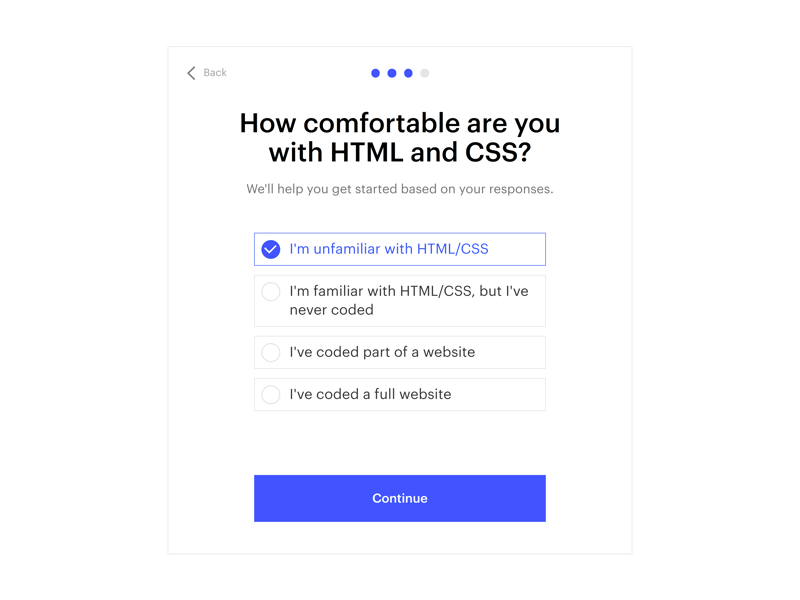 Back
How comfortable are you
with HTML and CSS?
We'll help you get started based on your responses.
I'm unfamiliar with HTML/CSS
I'm familiar with HTML/CSS, but I've
never coded
I've coded part of a website
I've coded a full website
Continue